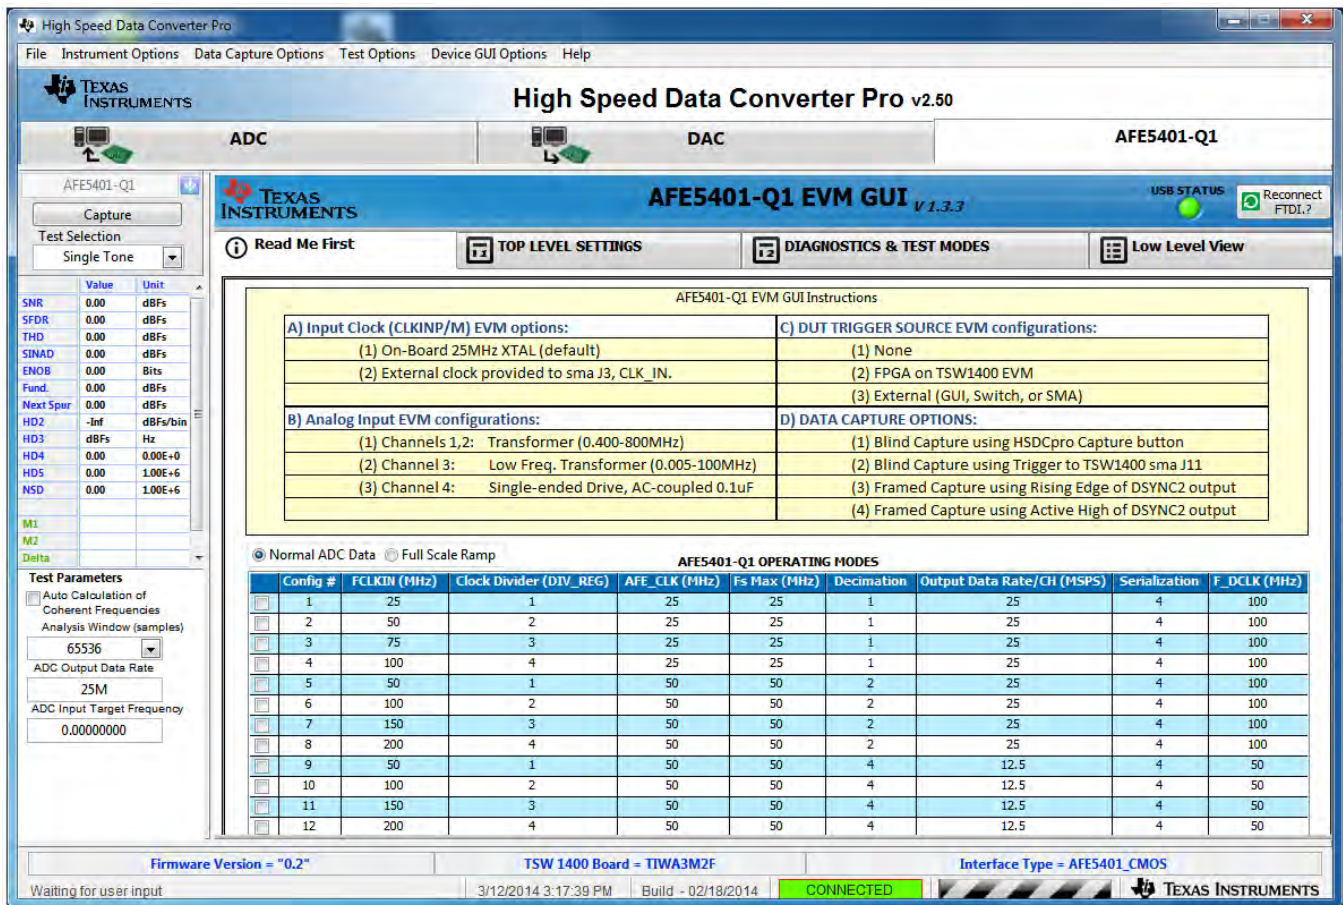 High Speed Data Converter Pro
File Instrument Options Data Capture Options Test Options Device GUI Options Help
TEXAS INSTRUMENTS
High Speed Data Converter Pro v2.50
ADC DAC AFE5401-Q1
AFE5401-Q1
Capture
Test Selection
Single Tone
Value Unit
SNR 0.00 dBFs
SFDR 0.00 dBFs
THD 0.00 dBFs
SINAD 0.00 dBFs
ENOB 0.00 Bits
Fund. 0.00 dBFs
Next Spur 0.00 dBFs
HD2 -Inf dBFs/bin
HD3 dBFs Hz
HD4 0.00 0.00E+0
HD5 0.00 1.00E+6
NSD 0.00 1.00E+6
M1
M2
Delta
Test Parameters
Auto Calculation of
Coherent Frequencies
Analysis Window (samples)
65536
ADC Output Data Rate
25M
ADC Input Target Frequency
0.00000000
TEXAS INSTRUMENTS
AFE5401-Q1 EVM GUI V 1.3.3
USB STATUS
Reconnect
FTDI.?
Read Me First TOP LEVEL SETTINGS DIAGNOSTICS & TEST MODES Low Level View
AFE5401-Q1 EVM GUI Instructions
A) Input Clock (CLKINP/M) EVM options:
(1) On-Board 25MHz XTAL (default)
(2) External clock provided to sma J3, CLK_IN.
B) Analog Input EVM configurations:
(1) Channels 1,2: Transformer (0.400-800MHz)
(2) Channel 3: Low Freq. Transformer (0.005-100MHz)
(3) Channel 4: Single-ended Drive, AC-coupled 0.1uF
C) DUT TRIGGER SOURCE EVM configurations:
(1) None
(2) FPGA on TSW1400 EVM
(3) External (GUI, Switch, or SMA)
D) DATA CAPTURE OPTIONS:
(1) Blind Capture using HSDCpro Capture button
(2) Blind Capture using Trigger to TSW1400 sma J11
(3) Framed Capture using Rising Edge of DSYNC2 output
(4) Framed Capture using Active High of DSYNC2 output
Normal ADC Data Full Scale Ramp
AFE5401-Q1 OPERATING MODES
Config # FCLKIN (MHz) Clock Divider (DIV_REG) AFE_CLK (MHz) Fs Max (MHz) Decimation Output Data Rate/CH (MSPS) Serialization F_DCLK (MHz)
1 25 1 25 25 1 25 4 100
2 50 2 25 25 1 25 4 100
3 75 3 25 25 1 25 4 100
4 100 4 25 25 1 25 4 100
5 50 1 50 50 2 25 4 100
6 100 2 50 50 2 25 4 100
7 150 3 50 50 2 25 4 100
8 200 4 50 50 2 25 4 100
9 50 1 50 50 4 12.5 4 50
10 100 2 50 50 4 12.5 4 50
11 150 3 50 50 4 12.5 4 50
12 200 4 50 50 4 12.5 4 50
Firmware Version = "0.2" TSW 1400 Board = TIWA3M2F Interface Type = AFE5401_CMOS
Waiting for user input 3/12/2014 3:17:39 PM Build - 02/18/2014 CONNECTED TEXAS INSTRUMENTS